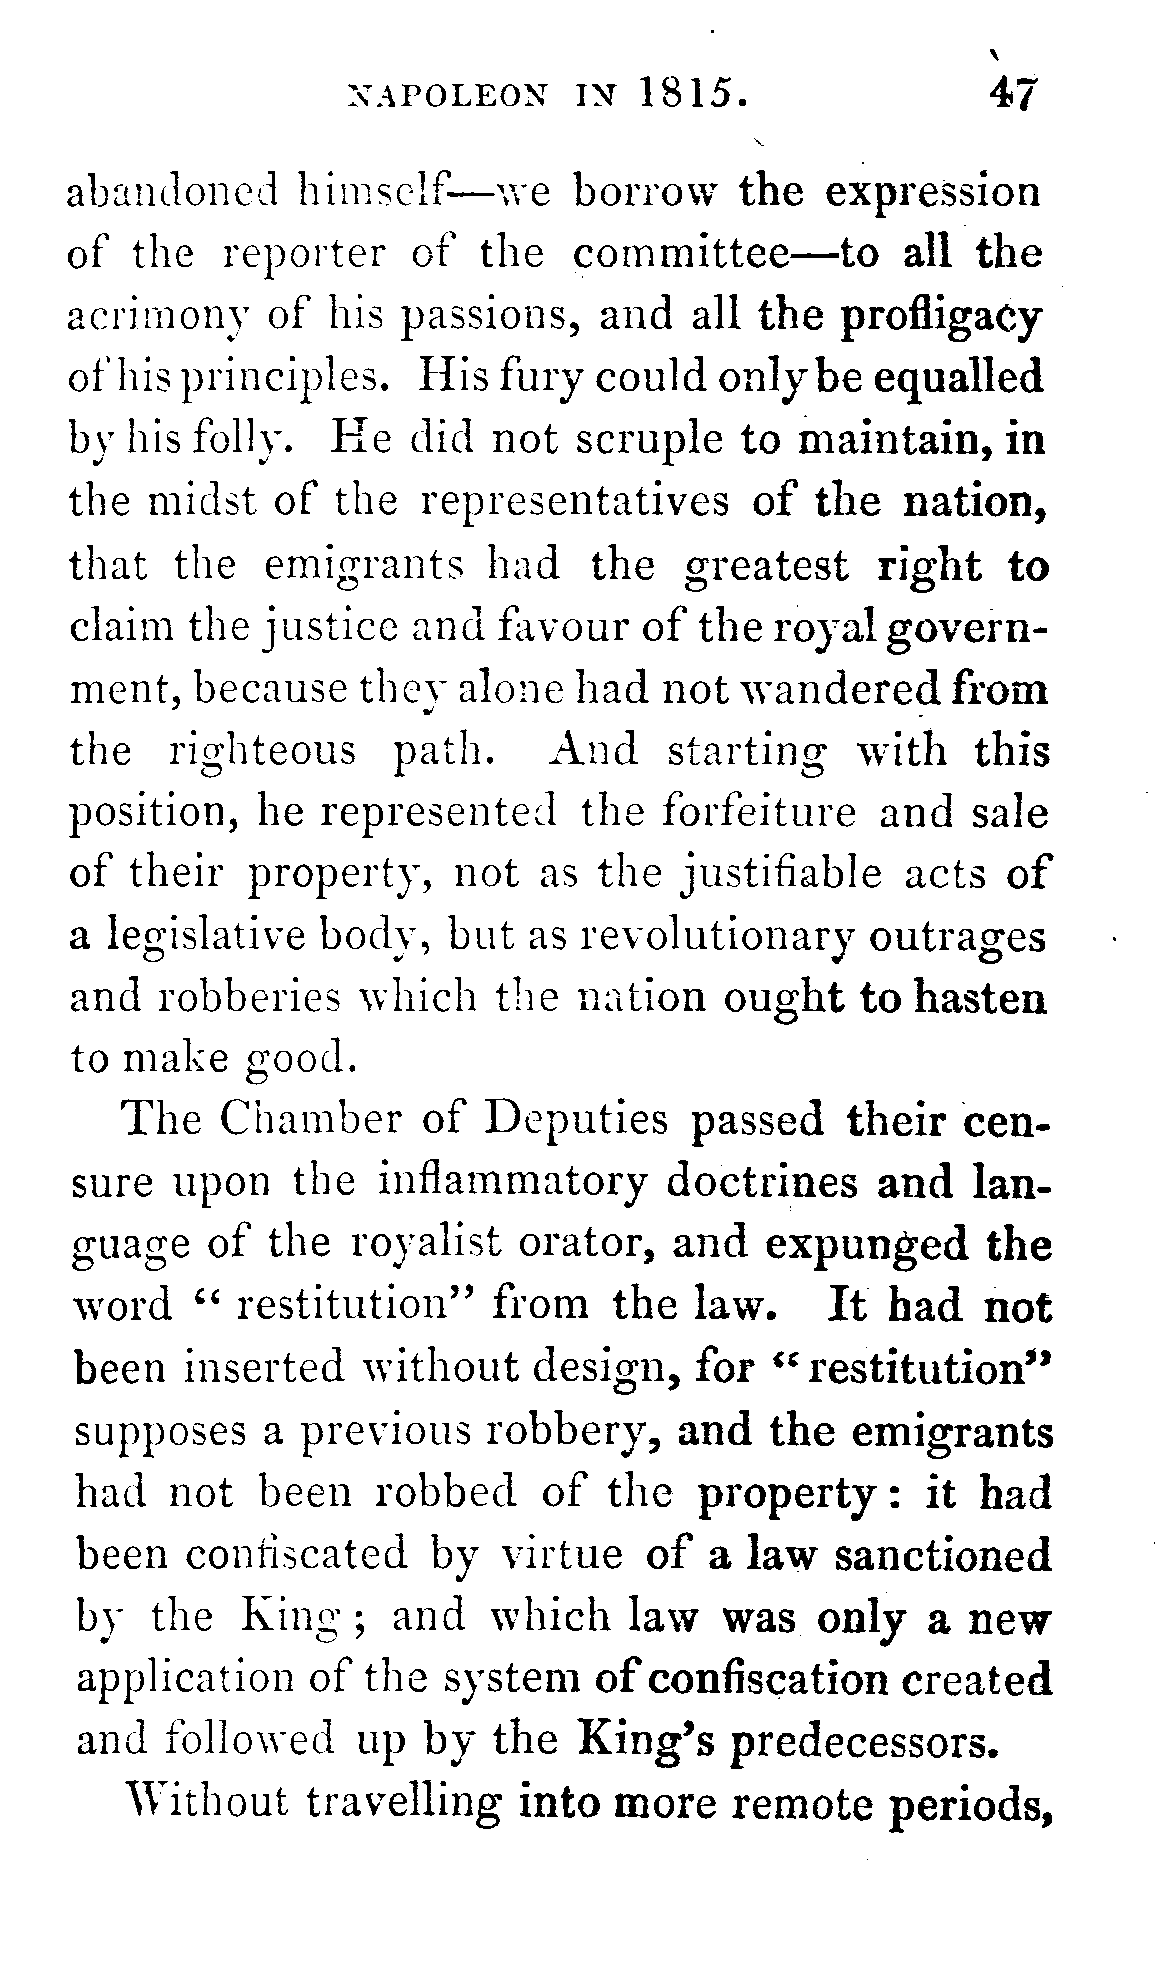 NAPOLEON IN 1815. 47
abandoned himself—we borrow the expression
of the reporter of the committee—to all the
acrimony of his passions, and all the profligacy
of his principles. His fury could only be equalled
by his folly. He did not scruple to maintain, in
the midst of the representatives of the nation,
that the emigrants had the greatest right to
claim the justice and favour of the royal govern-
ment, because they alone had not wandered from
the righteous path. And starting with this
position, he represented the forfeiture and sale
of their property, not as the justifiable acts of
a legislative body, but as revolutionary outrages
and robberies which the nation ought to hasten
to make good.
The Chamber of Deputies passed their cen-
sure upon the inflammatory doctrines and lan-
guage of the royalist orator, and expunged the
word “ restitution” from the law. It had not
been inserted without design, for “ restitution”
supposes a previous robbery, and the emigrants
had not been robbed of the property : it had
been confiscated by virtue of a law sanctioned
by the King ; and which law was only a new
application of the system of confiscation created
and followed up by the King’s predecessors.
Without travelling into more remote periods,